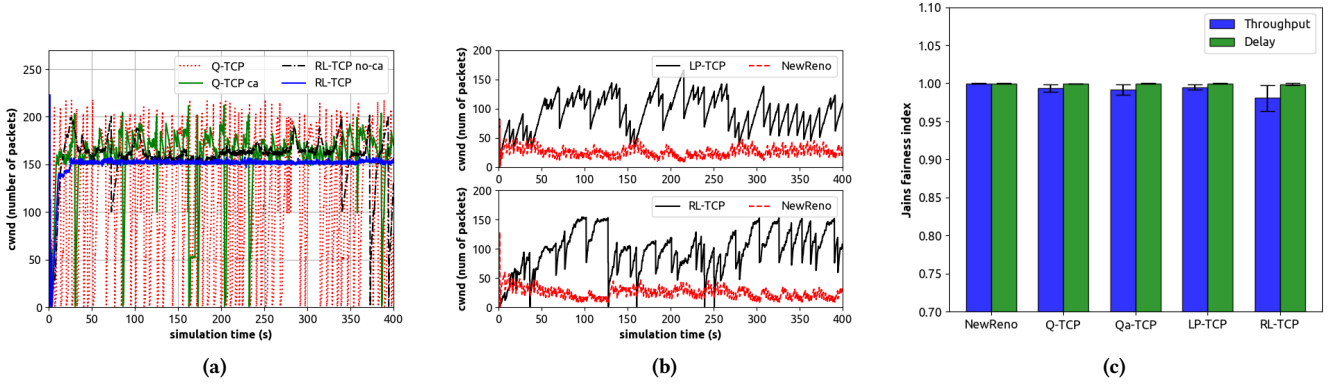 250
200
150
100
50
0
cwnd (number of packets)
Q-TCP
Q-TCP ca
RL-TCP no-ca
RL-TCP
0 50 100 150 200 250 300 350 400
simulation time (s)
(a)
200
150
100
50
0
cwnd (num of packets)
LP-TCP NewReno
0 50 100 150 200 250 300 350 400
200
150
100
50
0
cwnd (num of packets)
RL-TCP NewReno
0 50 100 150 200 250 300 350 400
simulation time (s)
(b)
1.10
1.05
1.00
0.95
0.90
0.85
0.80
0.75
0.70
Jains fairness index
Throughput
Delay
NewReno Q-TCP Qa-TCP LP-TCP RL-TCP
(c)